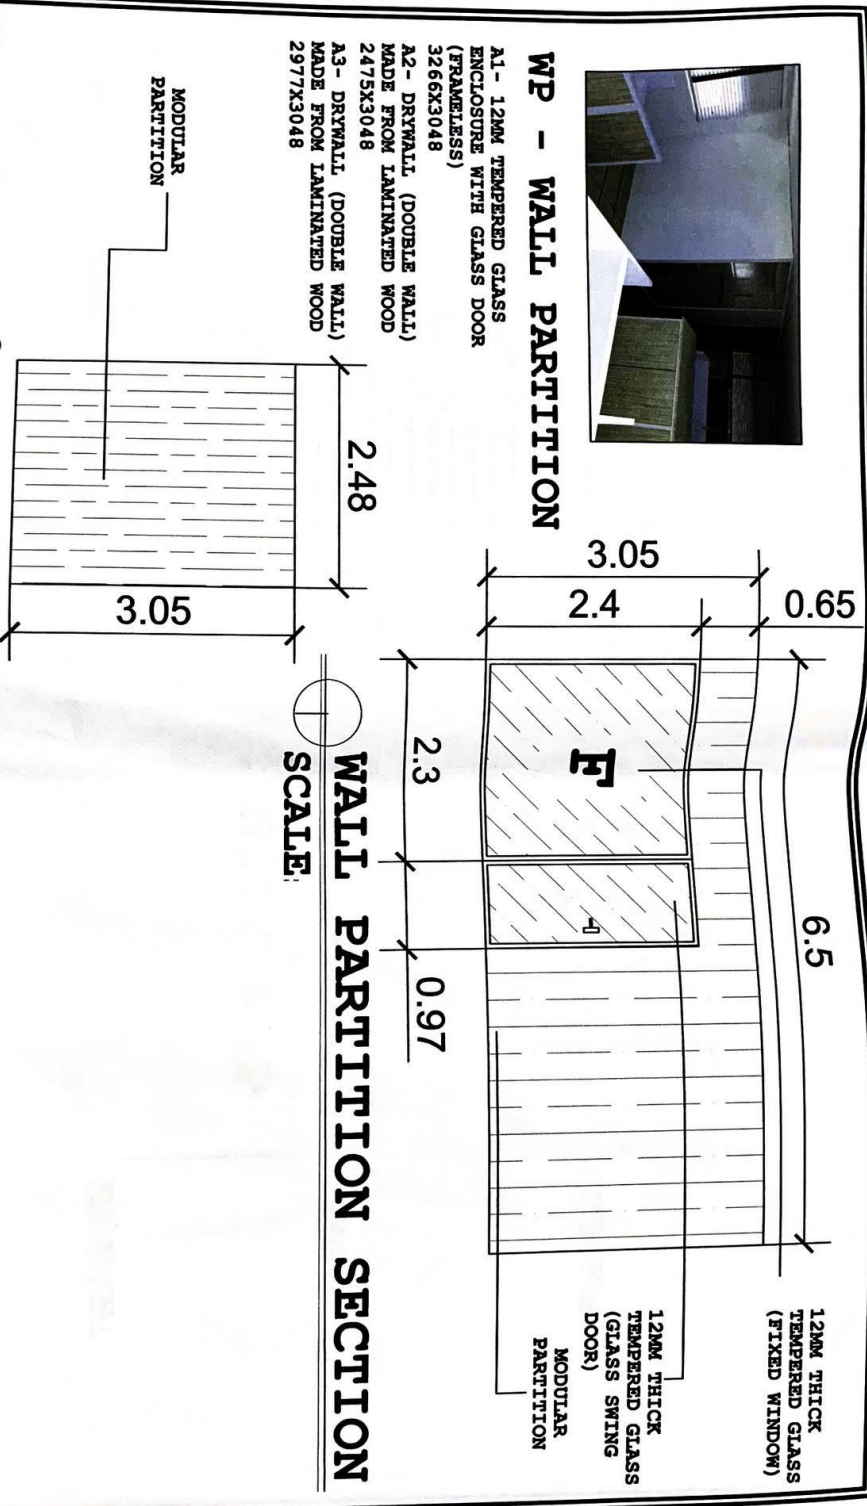 WP - WALL PARTITION
A1- 12MM TEMPERED GLASS
ENCLOSURE WITH GLASS DOOR
(FRAMELESS)
3266X3048
A2- DRYWALL (DOUBLE WALL)
MADE FROM LAMINATED WOOD
2475X3048
A3- DRYWALL (DOUBLE WALL)
MADE FROM LAMINATED WOOD
2977X3048
MODULAR
PARTITION
2.48
3.05
0.65
3.05
2.4
6.5
F
2.3
0.97
12MM THICK
TEMPERED GLASS
(FIXED WINDOW)
12MM THICK
TEMPERED GLASS
(GLASS SWING
DOOR)
MODULAR
PARTITION
WALL PARTITION SECTION
SCALE: